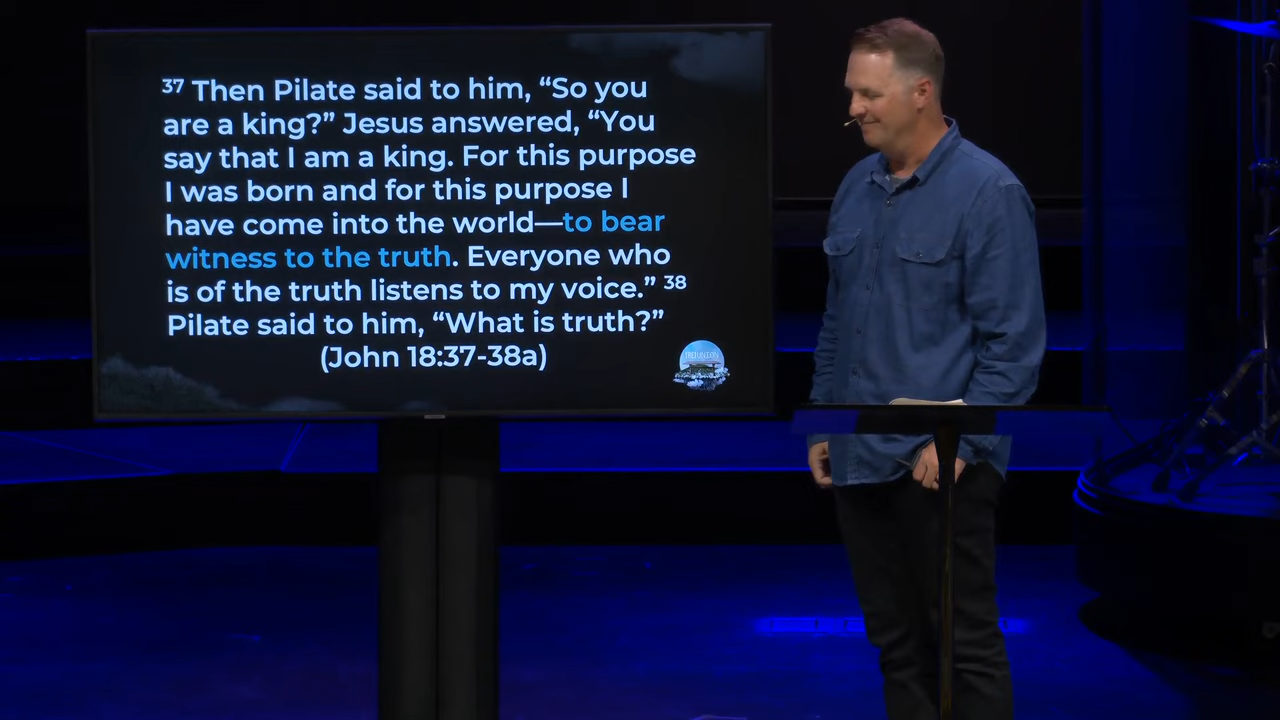 37 Then Pilate said to him, “So you
are a king?” Jesus answered, “You
say that I am a king. For this purpose
I was born and for this purpose I
have come into the world—to bear
witness to the truth. Everyone who
is of the truth listens to my voice.” 38
Pilate said to him, “What is truth?”
(John 18:37-38a)